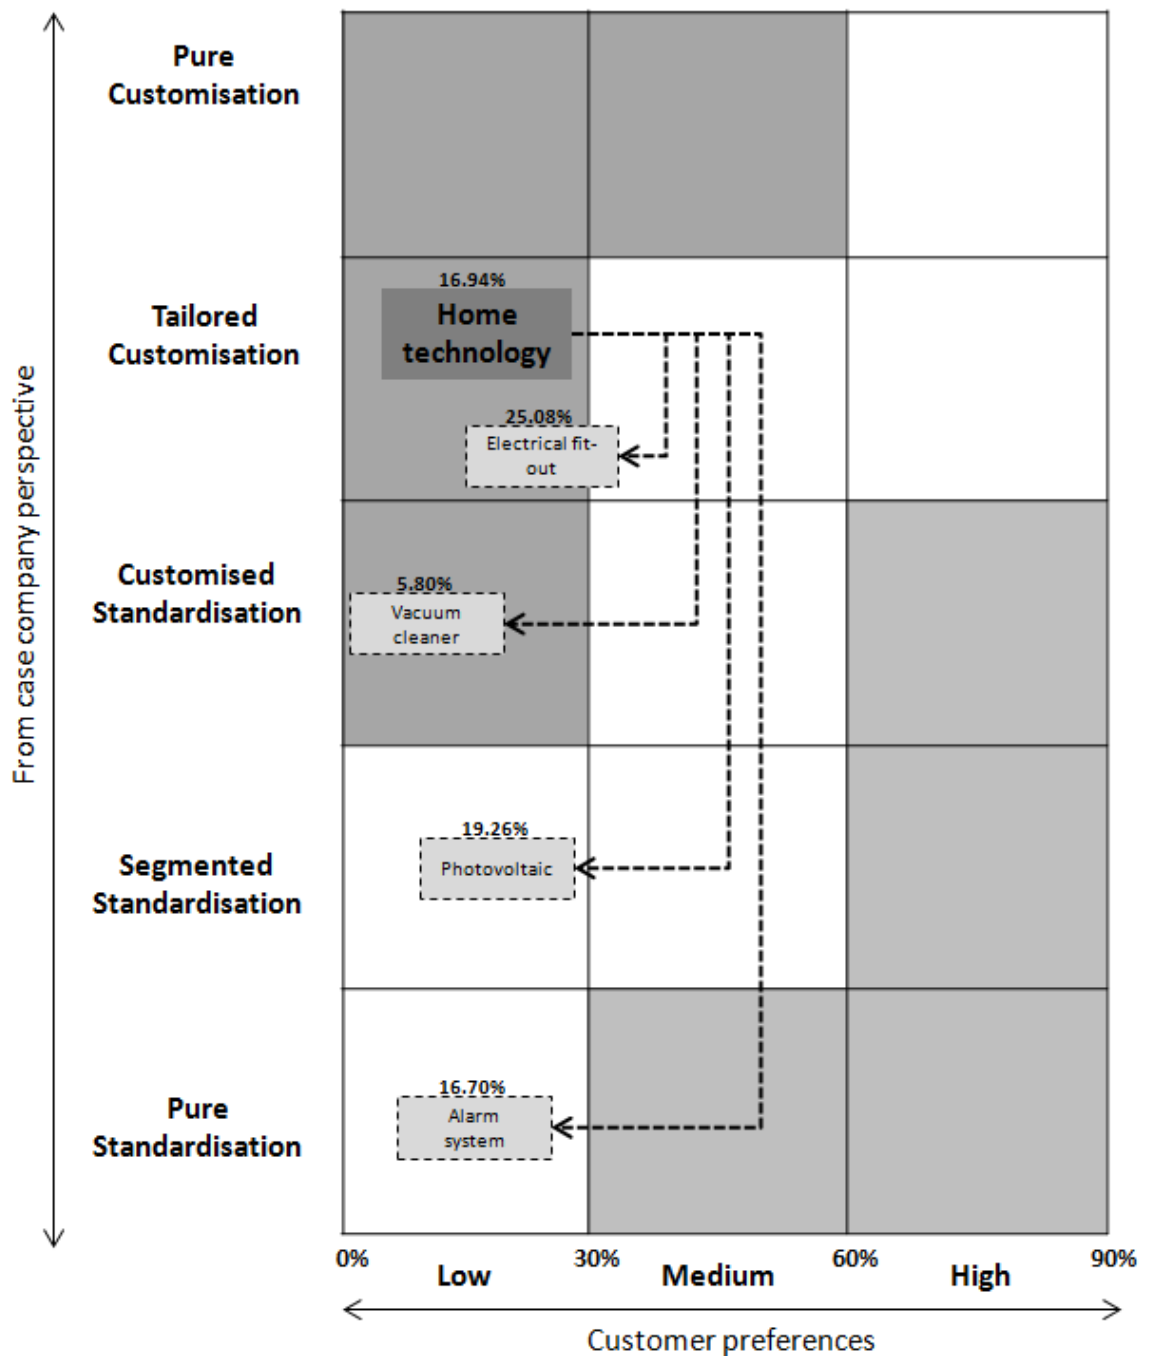 Pure
Customisation
16.94%
Tailored
Customisation
Home
technology
25.08%
Electrical fit-
out
From case company perspective
Customised
Standardisation
5.80%
Vacuum
cleaner
Segmented
Standardisation
19.26%
Photovoltaic
Pure
Standardisation
16.70%
Alarm
system
0% 30% 60% 90%
Low Medium High
Customer preferences